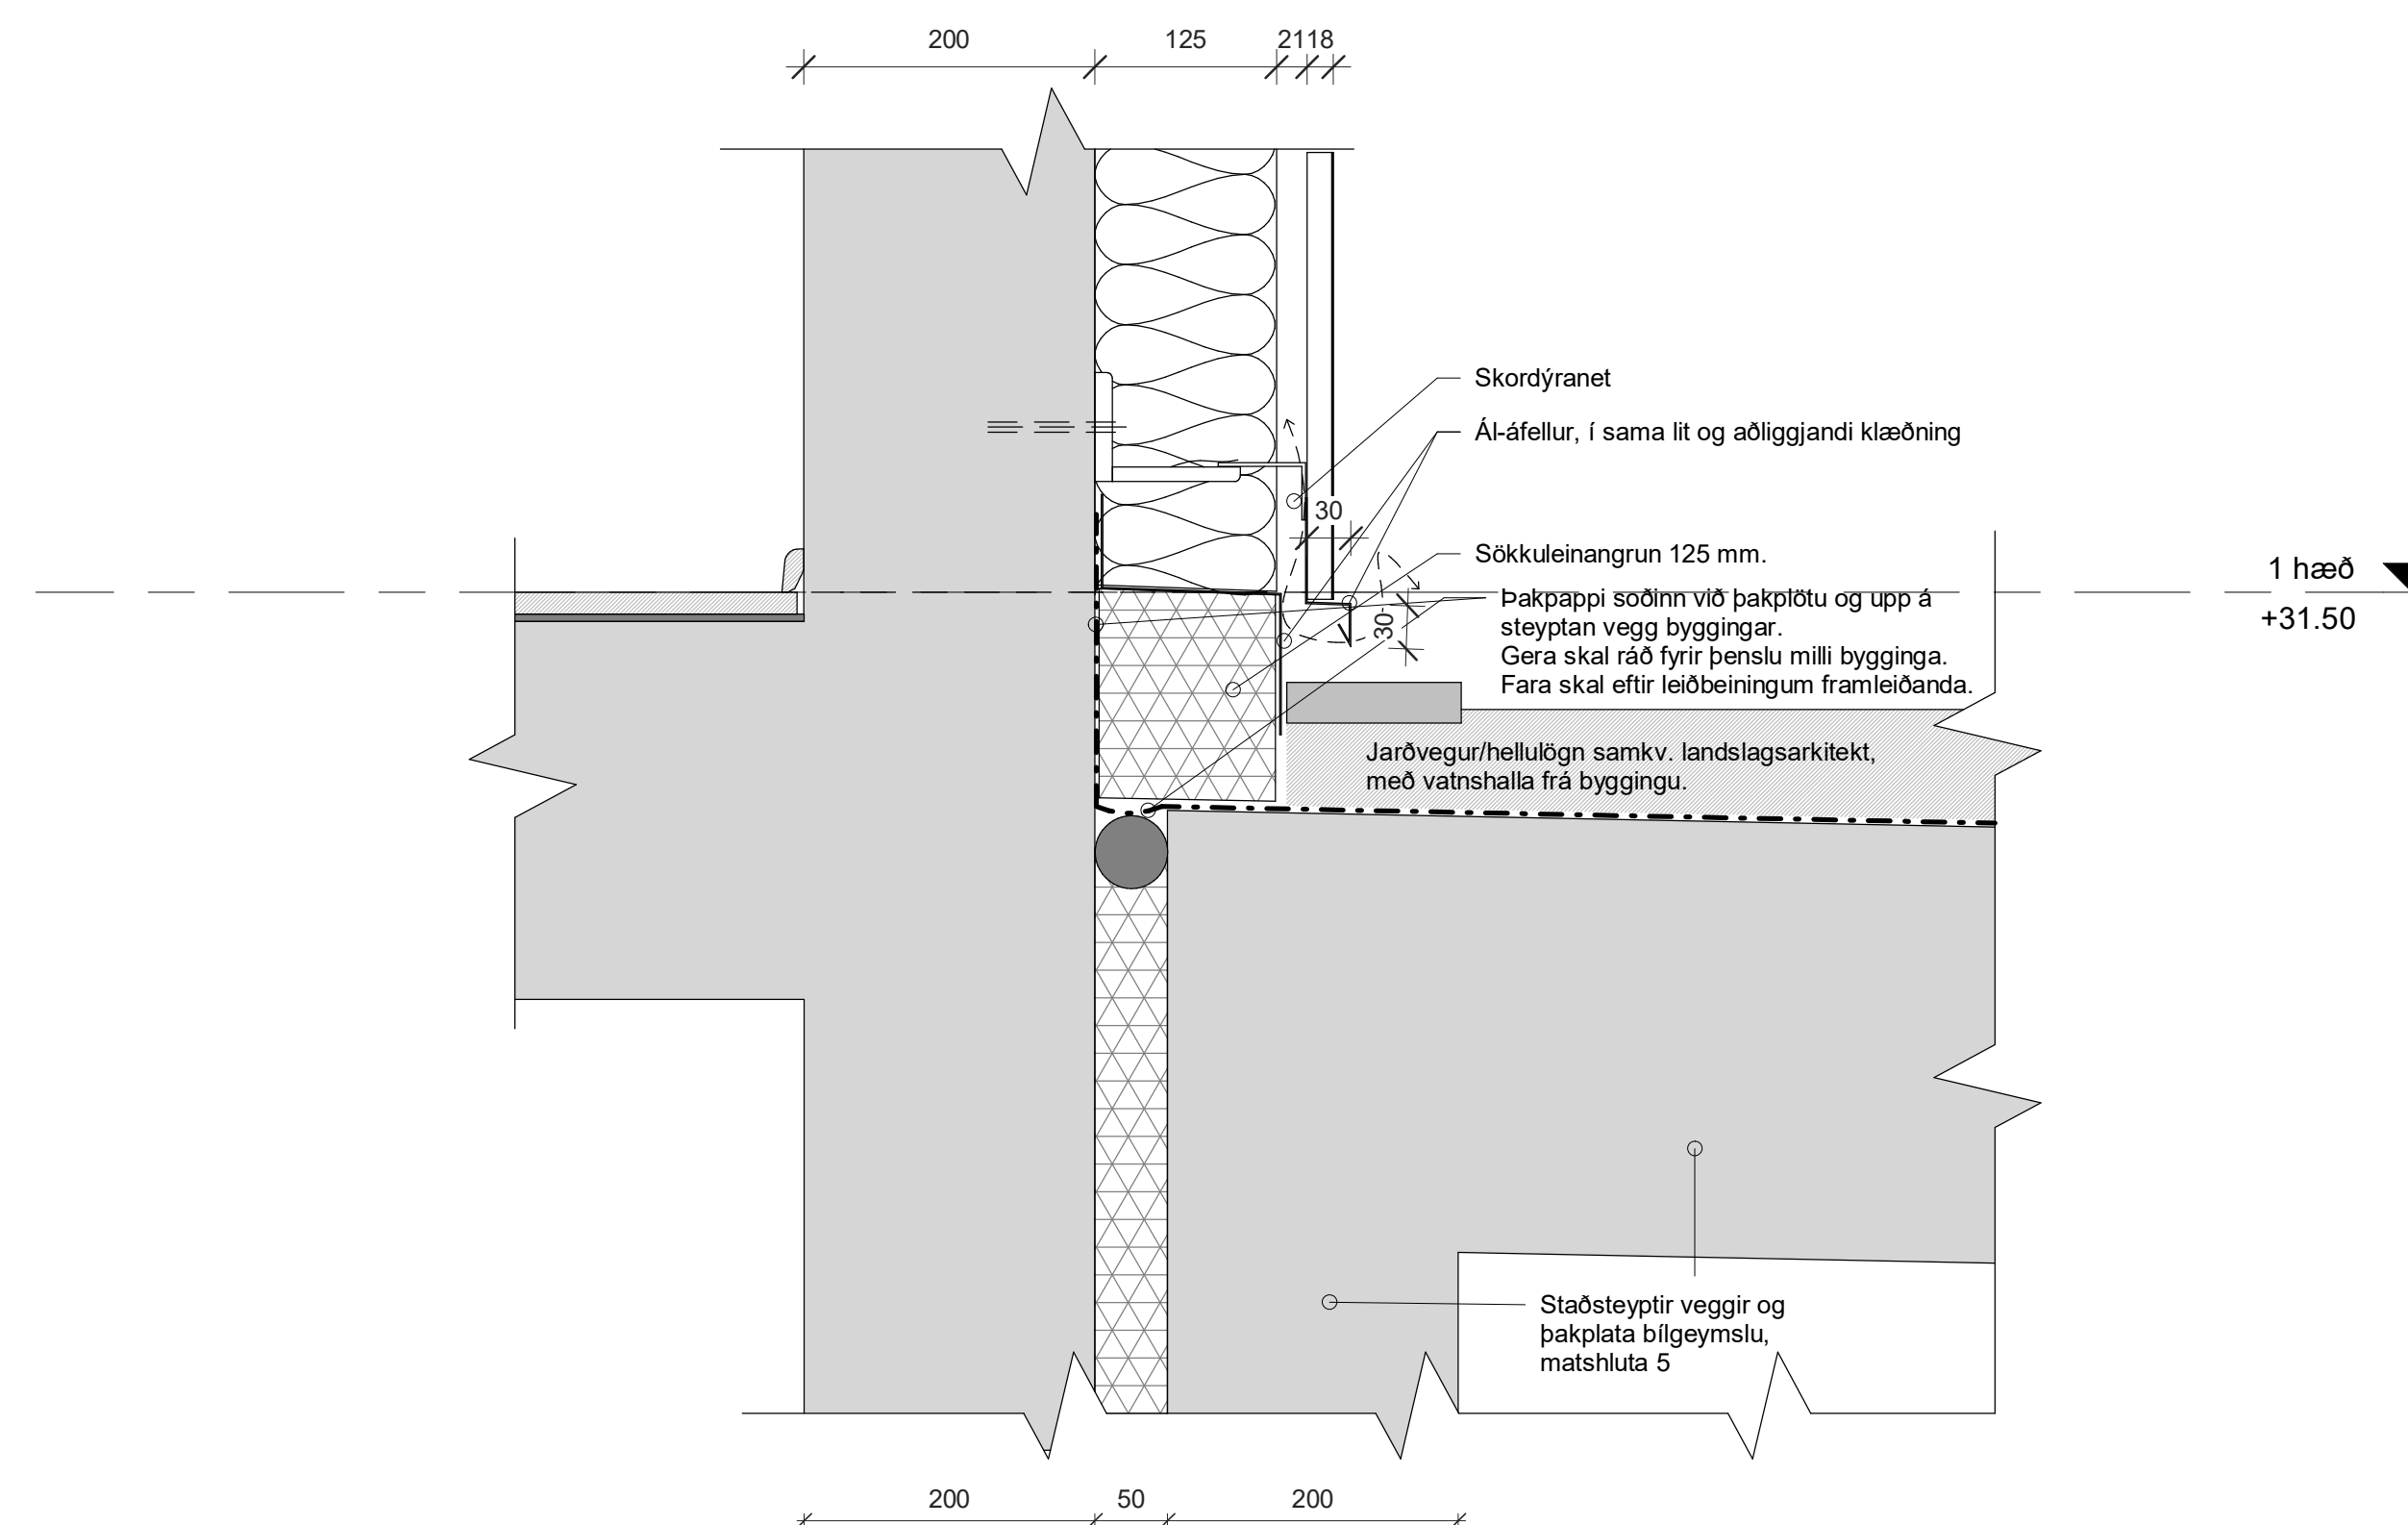 200
125
21
18
Skordýranet
Ál-áfellur, í sama lit og aðliggjandi klæðning
30
Sökkuleinangrun 125 mm.
1 hæð
+31.50
Þakpappi soðinn við þakplötu og upp á
steyptan vegg byggingar.
Gera skal ráð fyrir þenslu milli bygginga.
Fara skal eftir leiðbeiningum framleiðanda.
30
Jarðvegur/hellulögn samkv. landslagsarkitekt,
með vatnshalla frá byggingu.
Staðsteyptir veggir og
þakplata bílgeymslu,
matshluta 5
200
50
200